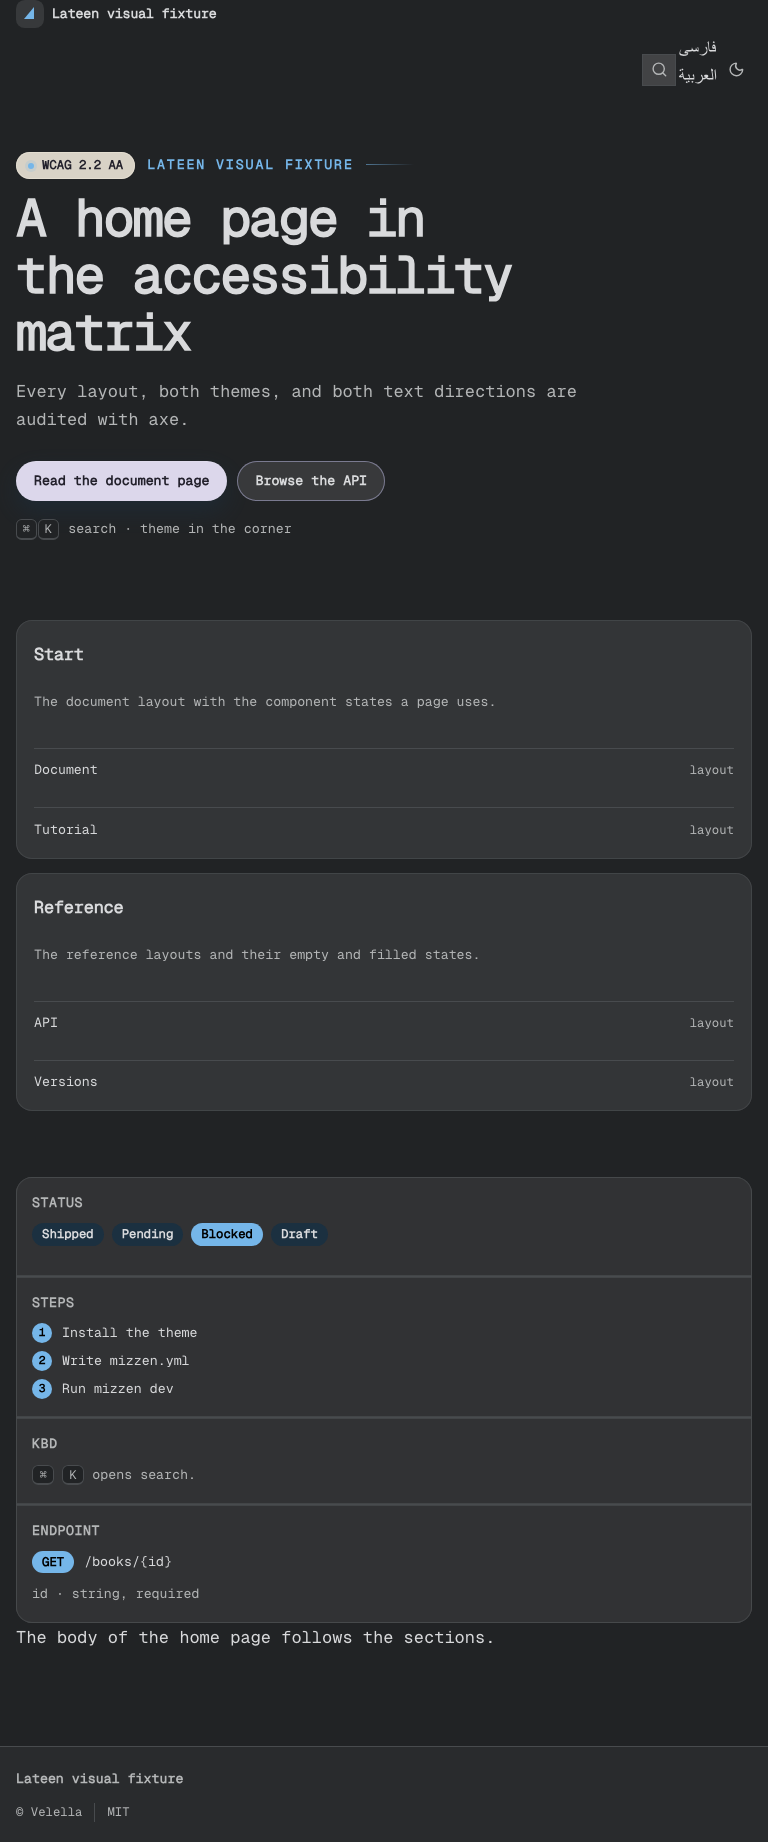 Lateen visual fixture
فارسی
العربية
WCAG 2.2 AA
LATEEN VISUAL FIXTURE
A home page in
the accessibility
matrix
Every layout, both themes, and both text directions are
audited with axe.
Read the document page
Browse the API
⌘ K search · theme in the corner
Start
The document layout with the component states a page uses.
Document layout
Tutorial layout
Reference
The reference layouts and their empty and filled states.
API layout
Versions layout
STATUS
Shipped Pending Blocked Draft
STEPS
1 Install the theme
2 Write mizzen.yml
3 Run mizzen dev
KBD
⌘ K opens search.
ENDPOINT
GET /books/{id}
id · string, required
The body of the home page follows the sections.
Lateen visual fixture
© Velella MIT